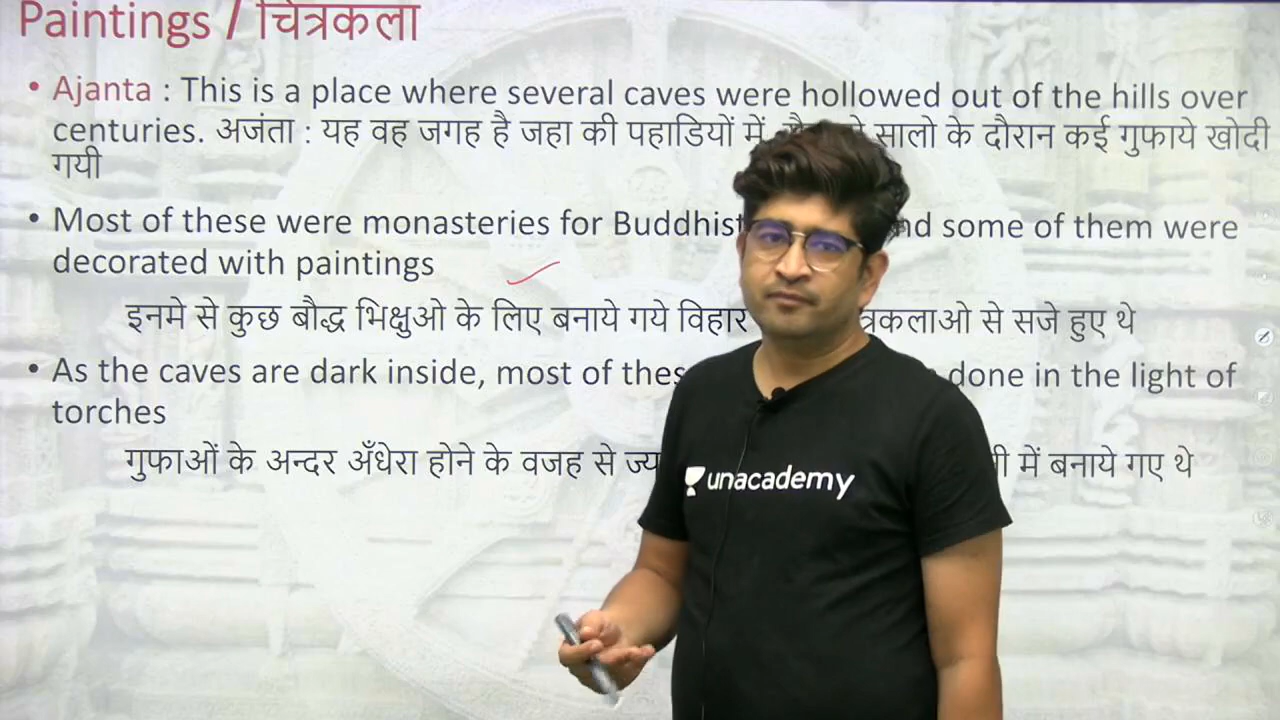 Paintings / चित्रकला
• Ajanta : This is a place where several caves were hollowed out of the hills over
centuries. अजंता : यह वह जगह है जहा की पहाडियों में सालो के दौरान कई गुफाये खोदी
गयी
• Most of these were monasteries for Buddhist some of them were
decorated with paintings
इनमे से कुछ बौद्ध भिक्षुओ के लिए बनाये गये विहार से सजे हुए थे
• As the caves are dark inside, most of done in the light of
torches
गुफाओं के अन्दर अँधेरा होने के वजह से में बनाये गए थे
unacademy